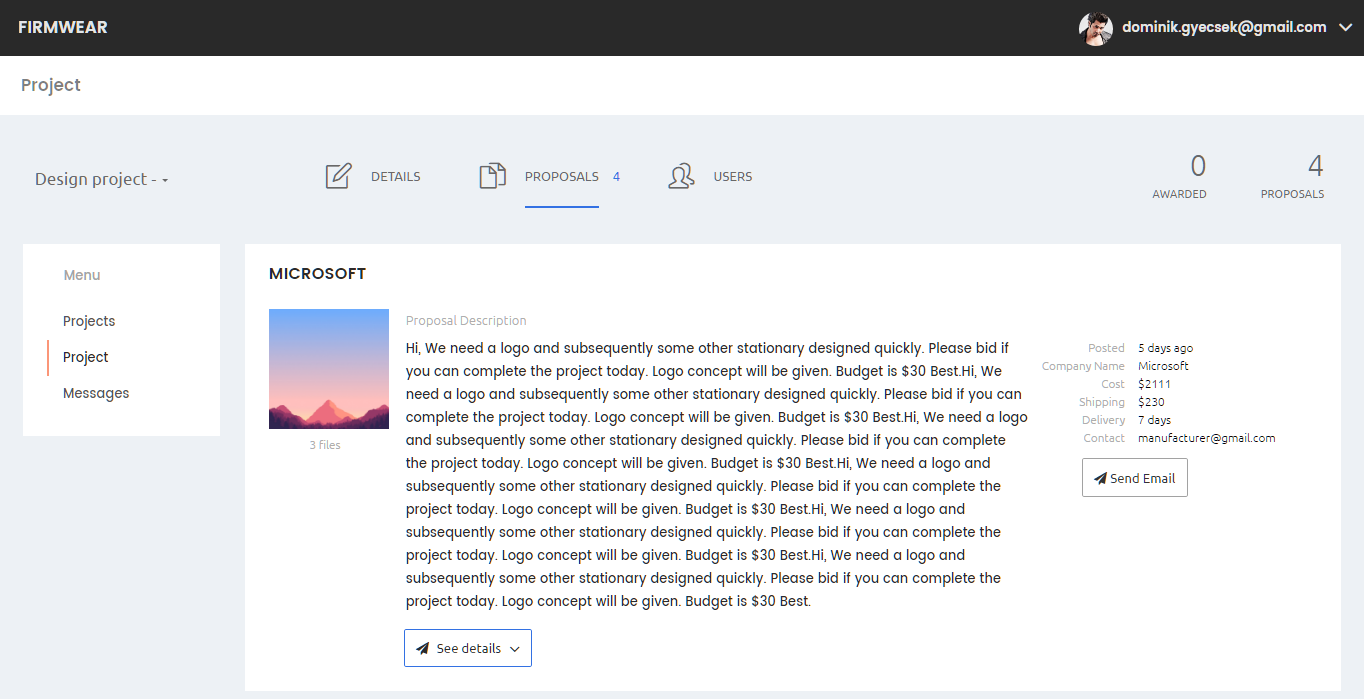 FIRMWEAR
dominik.gyecsek@gmail.com
Project
Design project -
DETAILS
PROPOSALS 4
USERS
0
AWARDED
4
PROPOSALS
Menu
Projects
Project
Messages
MICROSOFT
3 files
Proposal Description
Hi, We need a logo and subsequently some other stationary designed quickly. Please bid if
you can complete the project today. Logo concept will be given. Budget is $30 Best.Hi, We
need a logo and subsequently some other stationary designed quickly. Please bid if you can
complete the project today. Logo concept will be given. Budget is $30 Best.Hi, We need a logo
and subsequently some other stationary designed quickly. Please bid if you can complete
the project today. Logo concept will be given. Budget is $30 Best.Hi, We need a logo and
subsequently some other stationary designed quickly. Please bid if you can complete the
project today. Logo concept will be given. Budget is $30 Best.Hi, We need a logo and
subsequently some other stationary designed quickly. Please bid if you can complete the
project today. Logo concept will be given. Budget is $30 Best.Hi, We need a logo and
subsequently some other stationary designed quickly. Please bid if you can complete the
project today. Logo concept will be given. Budget is $30 Best.
See details
Posted 5 days ago
Company Name Microsoft
Cost $2111
Shipping $230
Delivery 7 days
Contact manufacturer@gmail.com
Send Email